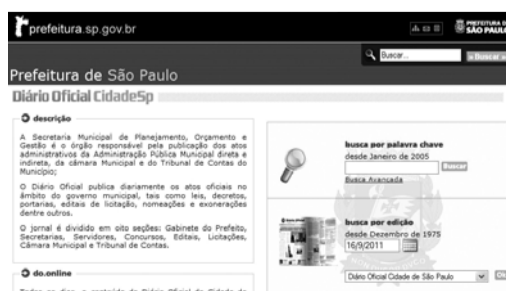 prefeitura.sp.gov.br
PREFEITURA D
SÃO PAULO
Buscar...
» Buscar »
Prefeitura de São Paulo
Diário Oficial CidadeSp
descrição
A Secretaria Municipal de Planejamento, Orçamento e
Gestão é o órgão responsável pela publicação dos atos
administrativos da Administração Pública Municipal direta e
indireta, da câmara Municipal e do Tribunal de Contas do
Município;
O Diário Oficial publica diariamente os atos oficiais no
âmbito do governo municipal, tais como leis, decretos,
portarias, editais de licitação, nomeações e exonerações
dentre outros.
O jornal é dividido em oito seções: Gabinete do Prefeito,
Secretarias, Servidores, Concursos, Editais, Licitações,
Câmara Municipal e Tribunal de Contas.
do.online
busca por palavra chave
desde Janeiro de 2005
Buscar
Busca Avançada
busca por edição
desde Dezembro de 1975
16/9/2011
Diário Oficial Cidade de São Paulo